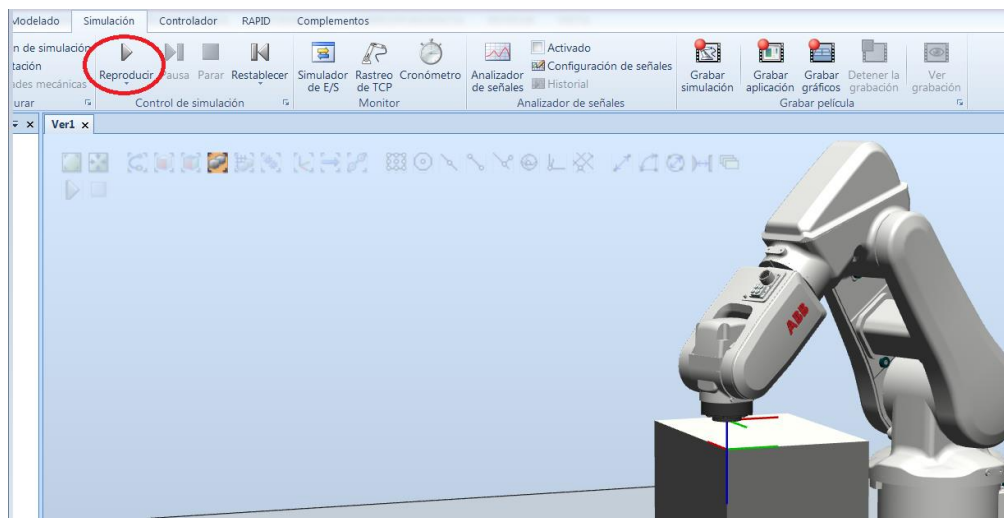 Modelado Simulación Controlador RAPID Complementos
n de simulación
tación
ades mecánicas
urar
Reproducir Pausa Parar Restablecer
Control de simulación
Simulador de E/S
Rastreo de TCP
Cronómetro
Monitor
Analizador de señales
Activado
Configuración de señales
Historial
Analizador de señales
Grabar simulación
Grabar aplicación
Grabar gráficos
Detener la grabación
Ver grabación
Grabar película
Ver1
ABB